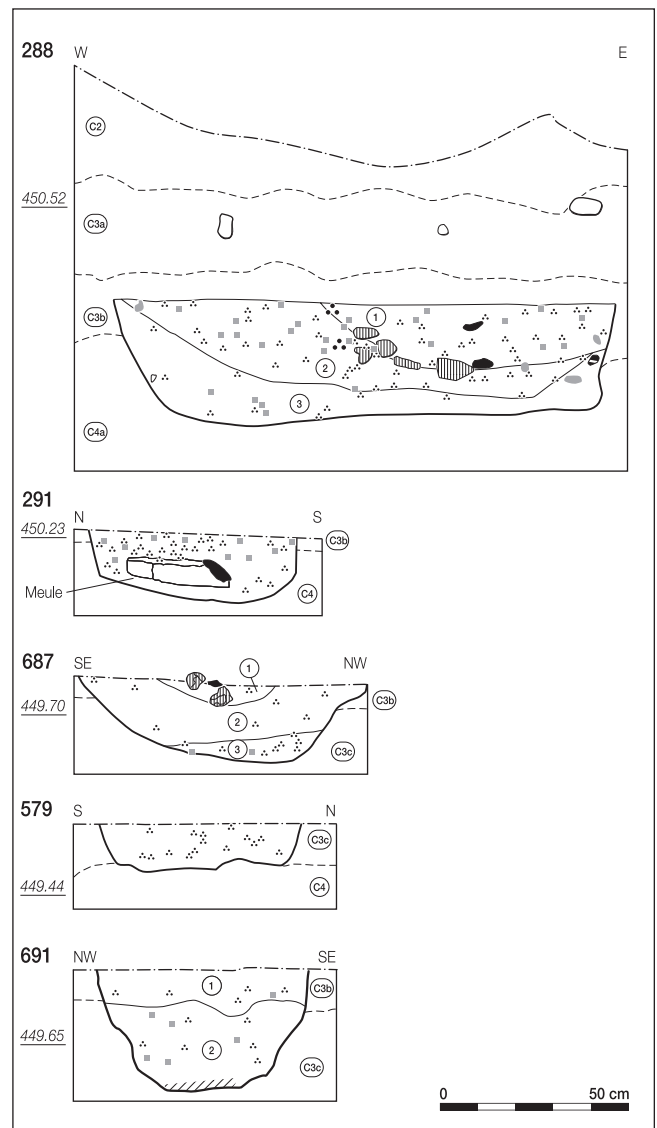 288 W E
C2
450.52
C3a
C3b
1
2
3
C4a
291
N S
450.23
C3b
Meule
C4
687 SE NW
1
449.70
C3b
2
3
C3c
579 S N
C3c
449.44
C4
691 NW SE
1
C3b
449.65
2
C3c
0 50 cm